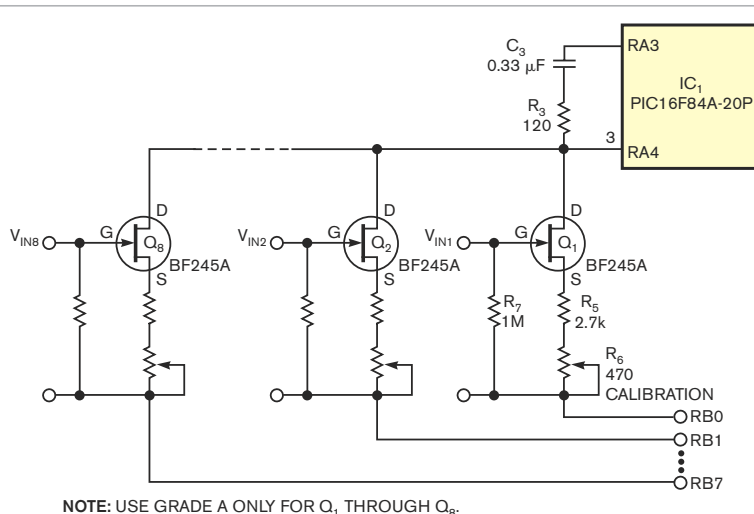 C3
0.33 µF
RA3
IC1
PIC16F84A-20P
R3
120
3
RA4
D
D
D
VIN8
G
Q8
BF245A
S
VIN2
G
Q2
BF245A
S
VIN1
G
Q1
BF245A
S
R7
1M
R5
2.7k
R6
470
CALIBRATION
RB0
RB1
RB7
NOTE: USE GRADE A ONLY FOR Q1 THROUGH Q8.